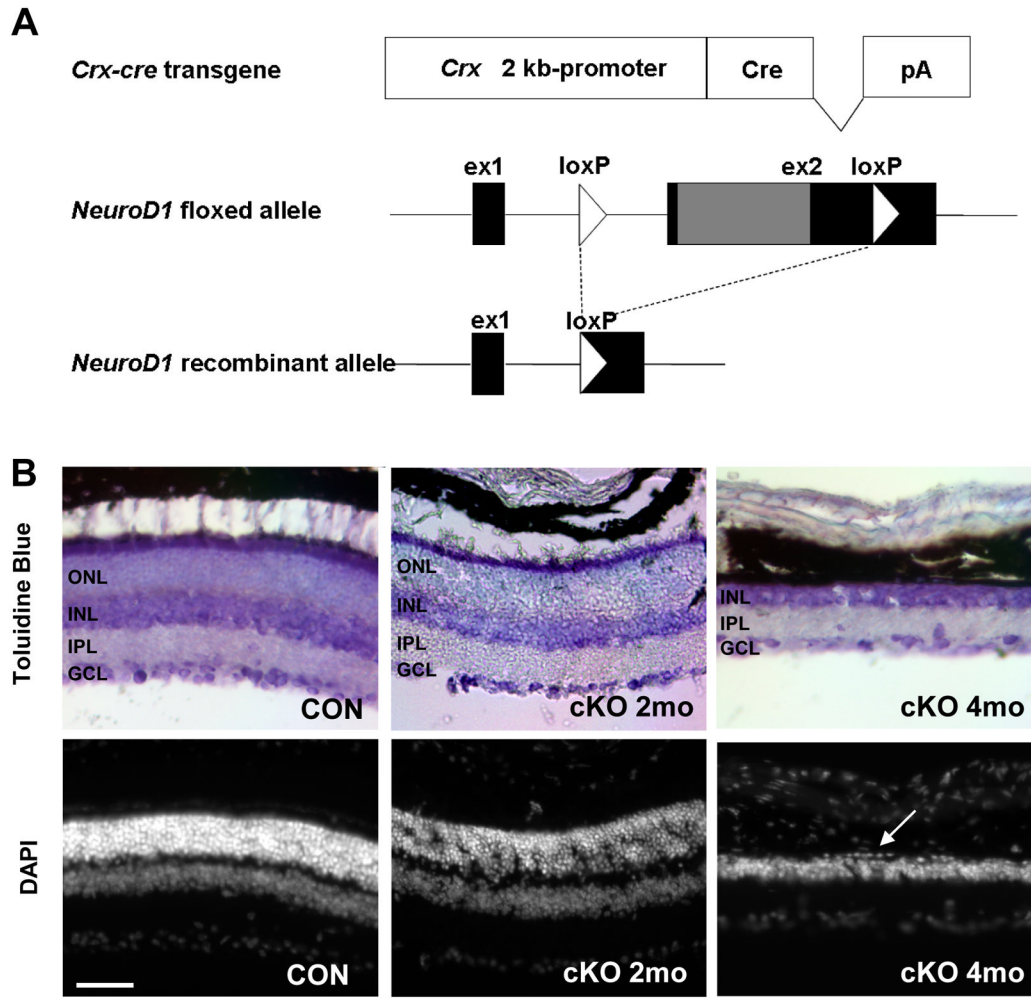 A
Crx-cre transgene
Crx 2 kb-promoter
Cre
pA
NeuroD1 floxed allele
ex1
loxP
ex2
loxP
NeuroD1 recombinant allele
ex1
loxP
B
Toluidine Blue
ONL
INL
IPL
GCL
CON
ONL
INL
IPL
GCL
cKO 2mo
INL
IPL
GCL
cKO 4mo
DAPI
CON
cKO 2mo
cKO 4mo